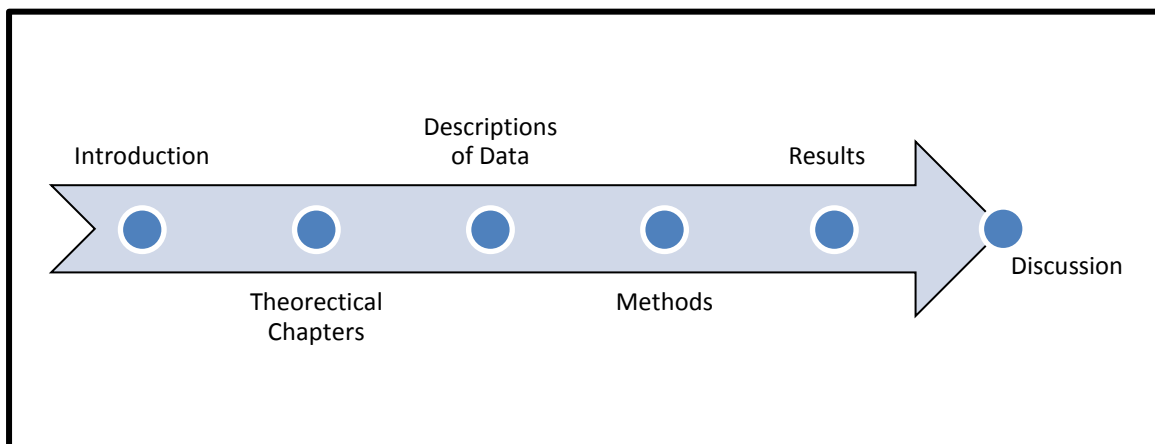 Introduction
Theorectical
Chapters
Descriptions
of Data
Methods
Results
Discussion